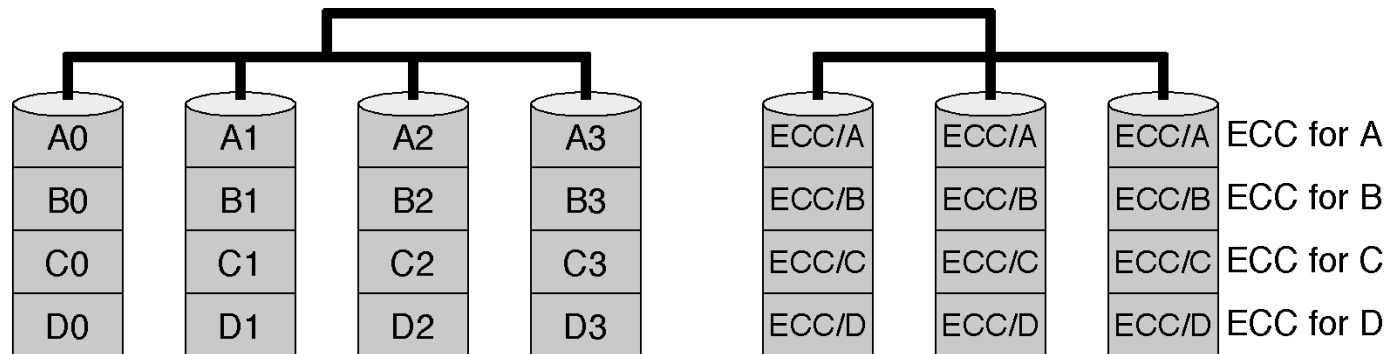 A0 A1 A2 A3 ECC/A ECC/A ECC/A ECC for A
B0 B1 B2 B3 ECC/B ECC/B ECC/B ECC for B
C0 C1 C2 C3 ECC/C ECC/C ECC/C ECC for C
D0 D1 D2 D3 ECC/D ECC/D ECC/D ECC for D